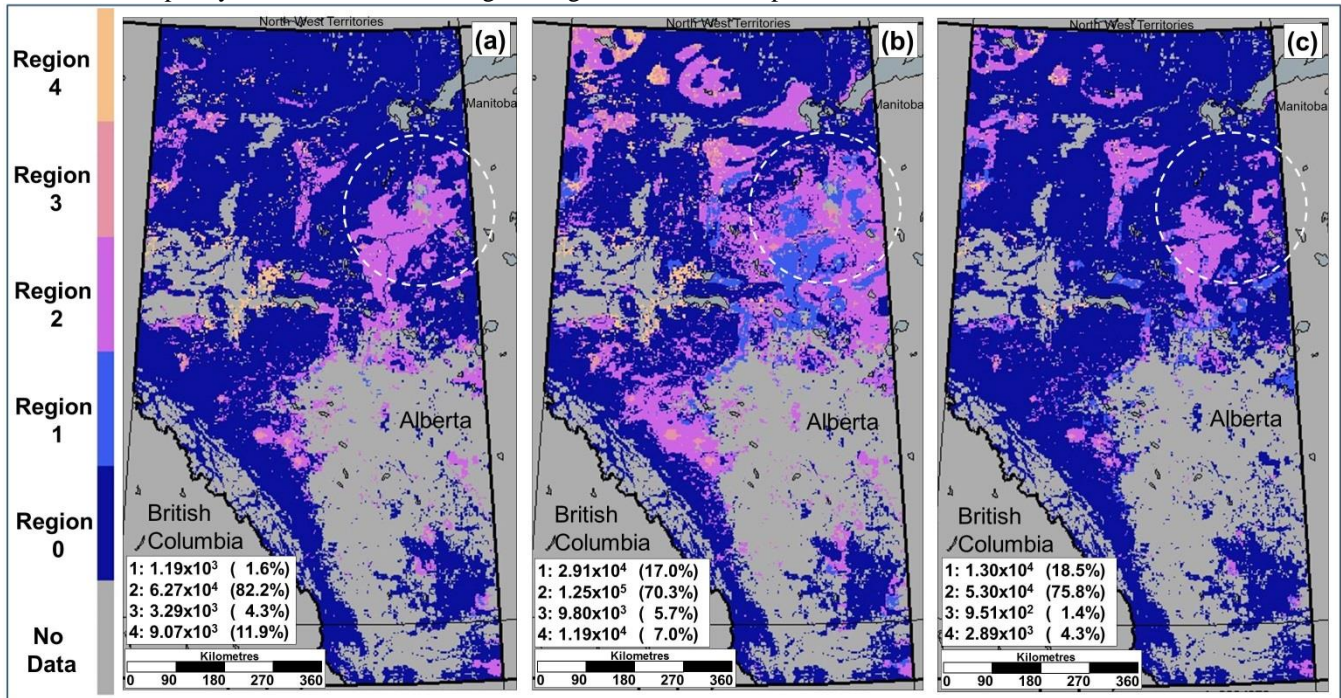 Region
4
Region
3
Region
2
Region
1
Region
0
No
Data
North West Territories
(a)
Manitoba
Alberta
British
Columbia
1: 1.19x10³ ( 1.6%)
2: 6.27x10⁴ (82.2%)
3: 3.29x10³ ( 4.3%)
4: 9.07x10³ (11.9%)
Kilometres
0 90 180 270 360
North West Territories
(b)
Manitoba
Alberta
British
Columbia
1: 2.91x10⁴ (17.0%)
2: 1.25x10⁵ (70.3%)
3: 9.80x10³ ( 5.7%)
4: 1.19x10⁴ ( 7.0%)
Kilometres
0 90 180 270 360
North West Territories
(c)
Manitoba
Alberta
British
Columbia
1: 1.30x10⁴ (18.5%)
2: 5.30x10⁴ (75.8%)
3: 9.51x10² ( 1.4%)
4: 2.89x10³ ( 4.3%)
Kilometres
0 90 180 270 360